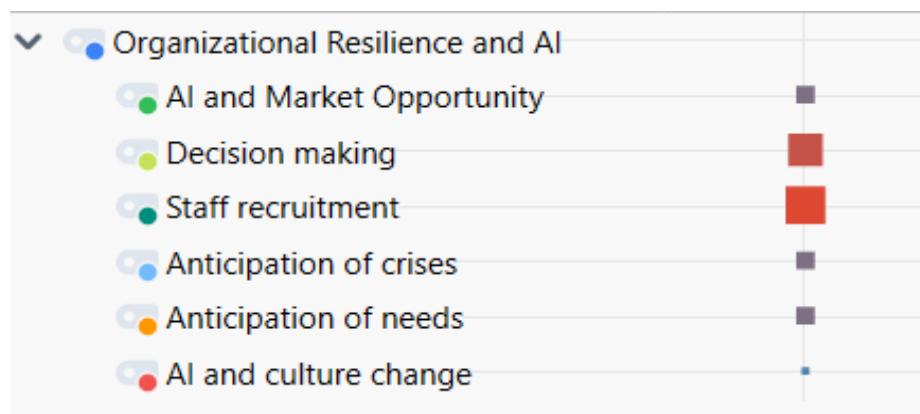 Organizational Resilience and AI
AI and Market Opportunity
Decision making
Staff recruitment
Anticipation of crises
Anticipation of needs
AI and culture change